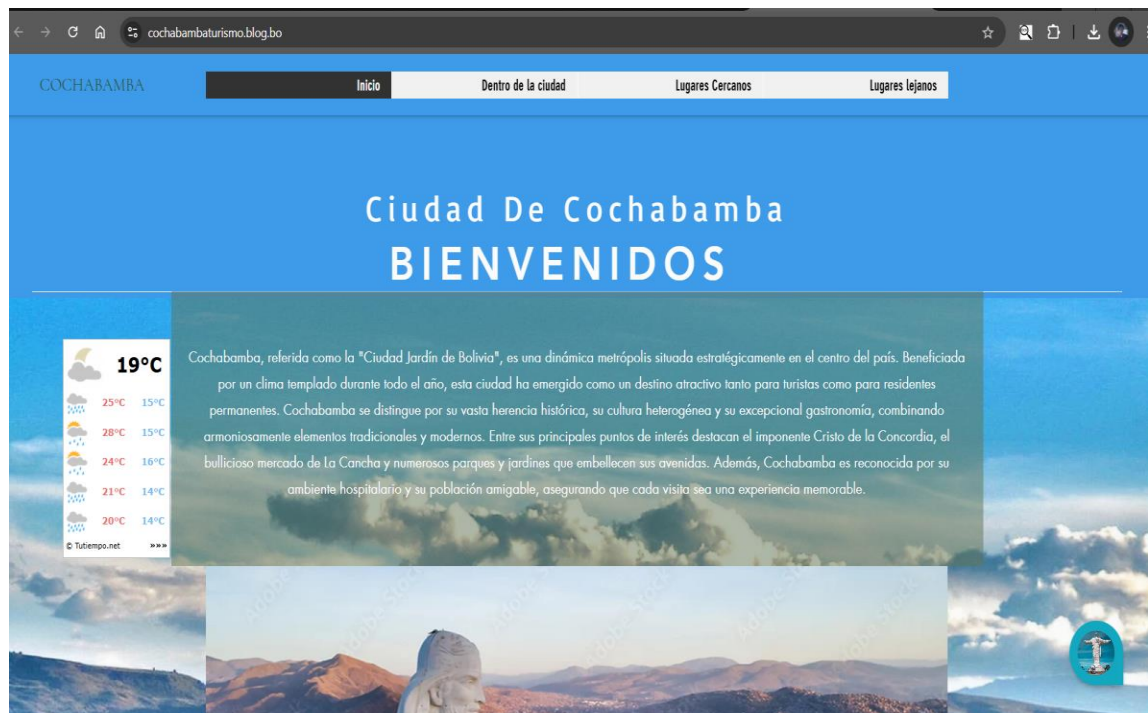 cochabambaturismo.blog.bo
COCHABAMBA
Inicio
Dentro de la ciudad
Lugares Cercanos
Lugares lejanos
Ciudad De Cochabamba
BIENVENIDOS
19°C
25°C 15°C
28°C 15°C
24°C 16°C
21°C 14°C
20°C 14°C
© Tutiempo.net »»»
Cochabamba, referida como la "Ciudad Jardín de Bolivia", es una dinámica metrópolis situada estratégicamente en el centro del país. Beneficiada
por un clima templado durante todo el año, esta ciudad ha emergido como un destino atractivo tanto para turistas como para residentes
permanentes. Cochabamba se distingue por su vasta herencia histórica, su cultura heterogénea y su excepcional gastronomía, combinando
armoniosamente elementos tradicionales y modernos. Entre sus principales puntos de interés destacan el imponente Cristo de la Concordia, el
bullicioso mercado de La Cancha y numerosos parques y jardines que embellecen sus avenidas. Además, Cochabamba es reconocida por su
ambiente hospitalario y su población amigable, asegurando que cada visita sea una experiencia memorable.
Adobe Stock
Adobe Stock
Adobe Stock